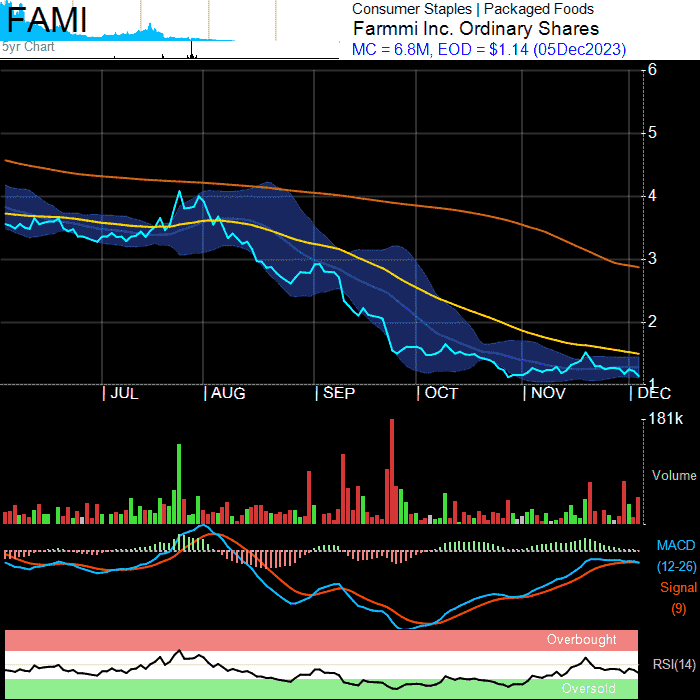 FAMI
5yr Chart
Consumer Staples | Packaged Foods
Farmmi Inc. Ordinary Shares
MC = 6.8M, EOD = $1.14 (05Dec2023)
6
5
4
3
2
1
| JUL
| AUG
| SEP
| OCT
| NOV
| DEC
181k
Volume
MACD
(12-26)
Signal
(9)
Overbought
RSI(14)
Oversold